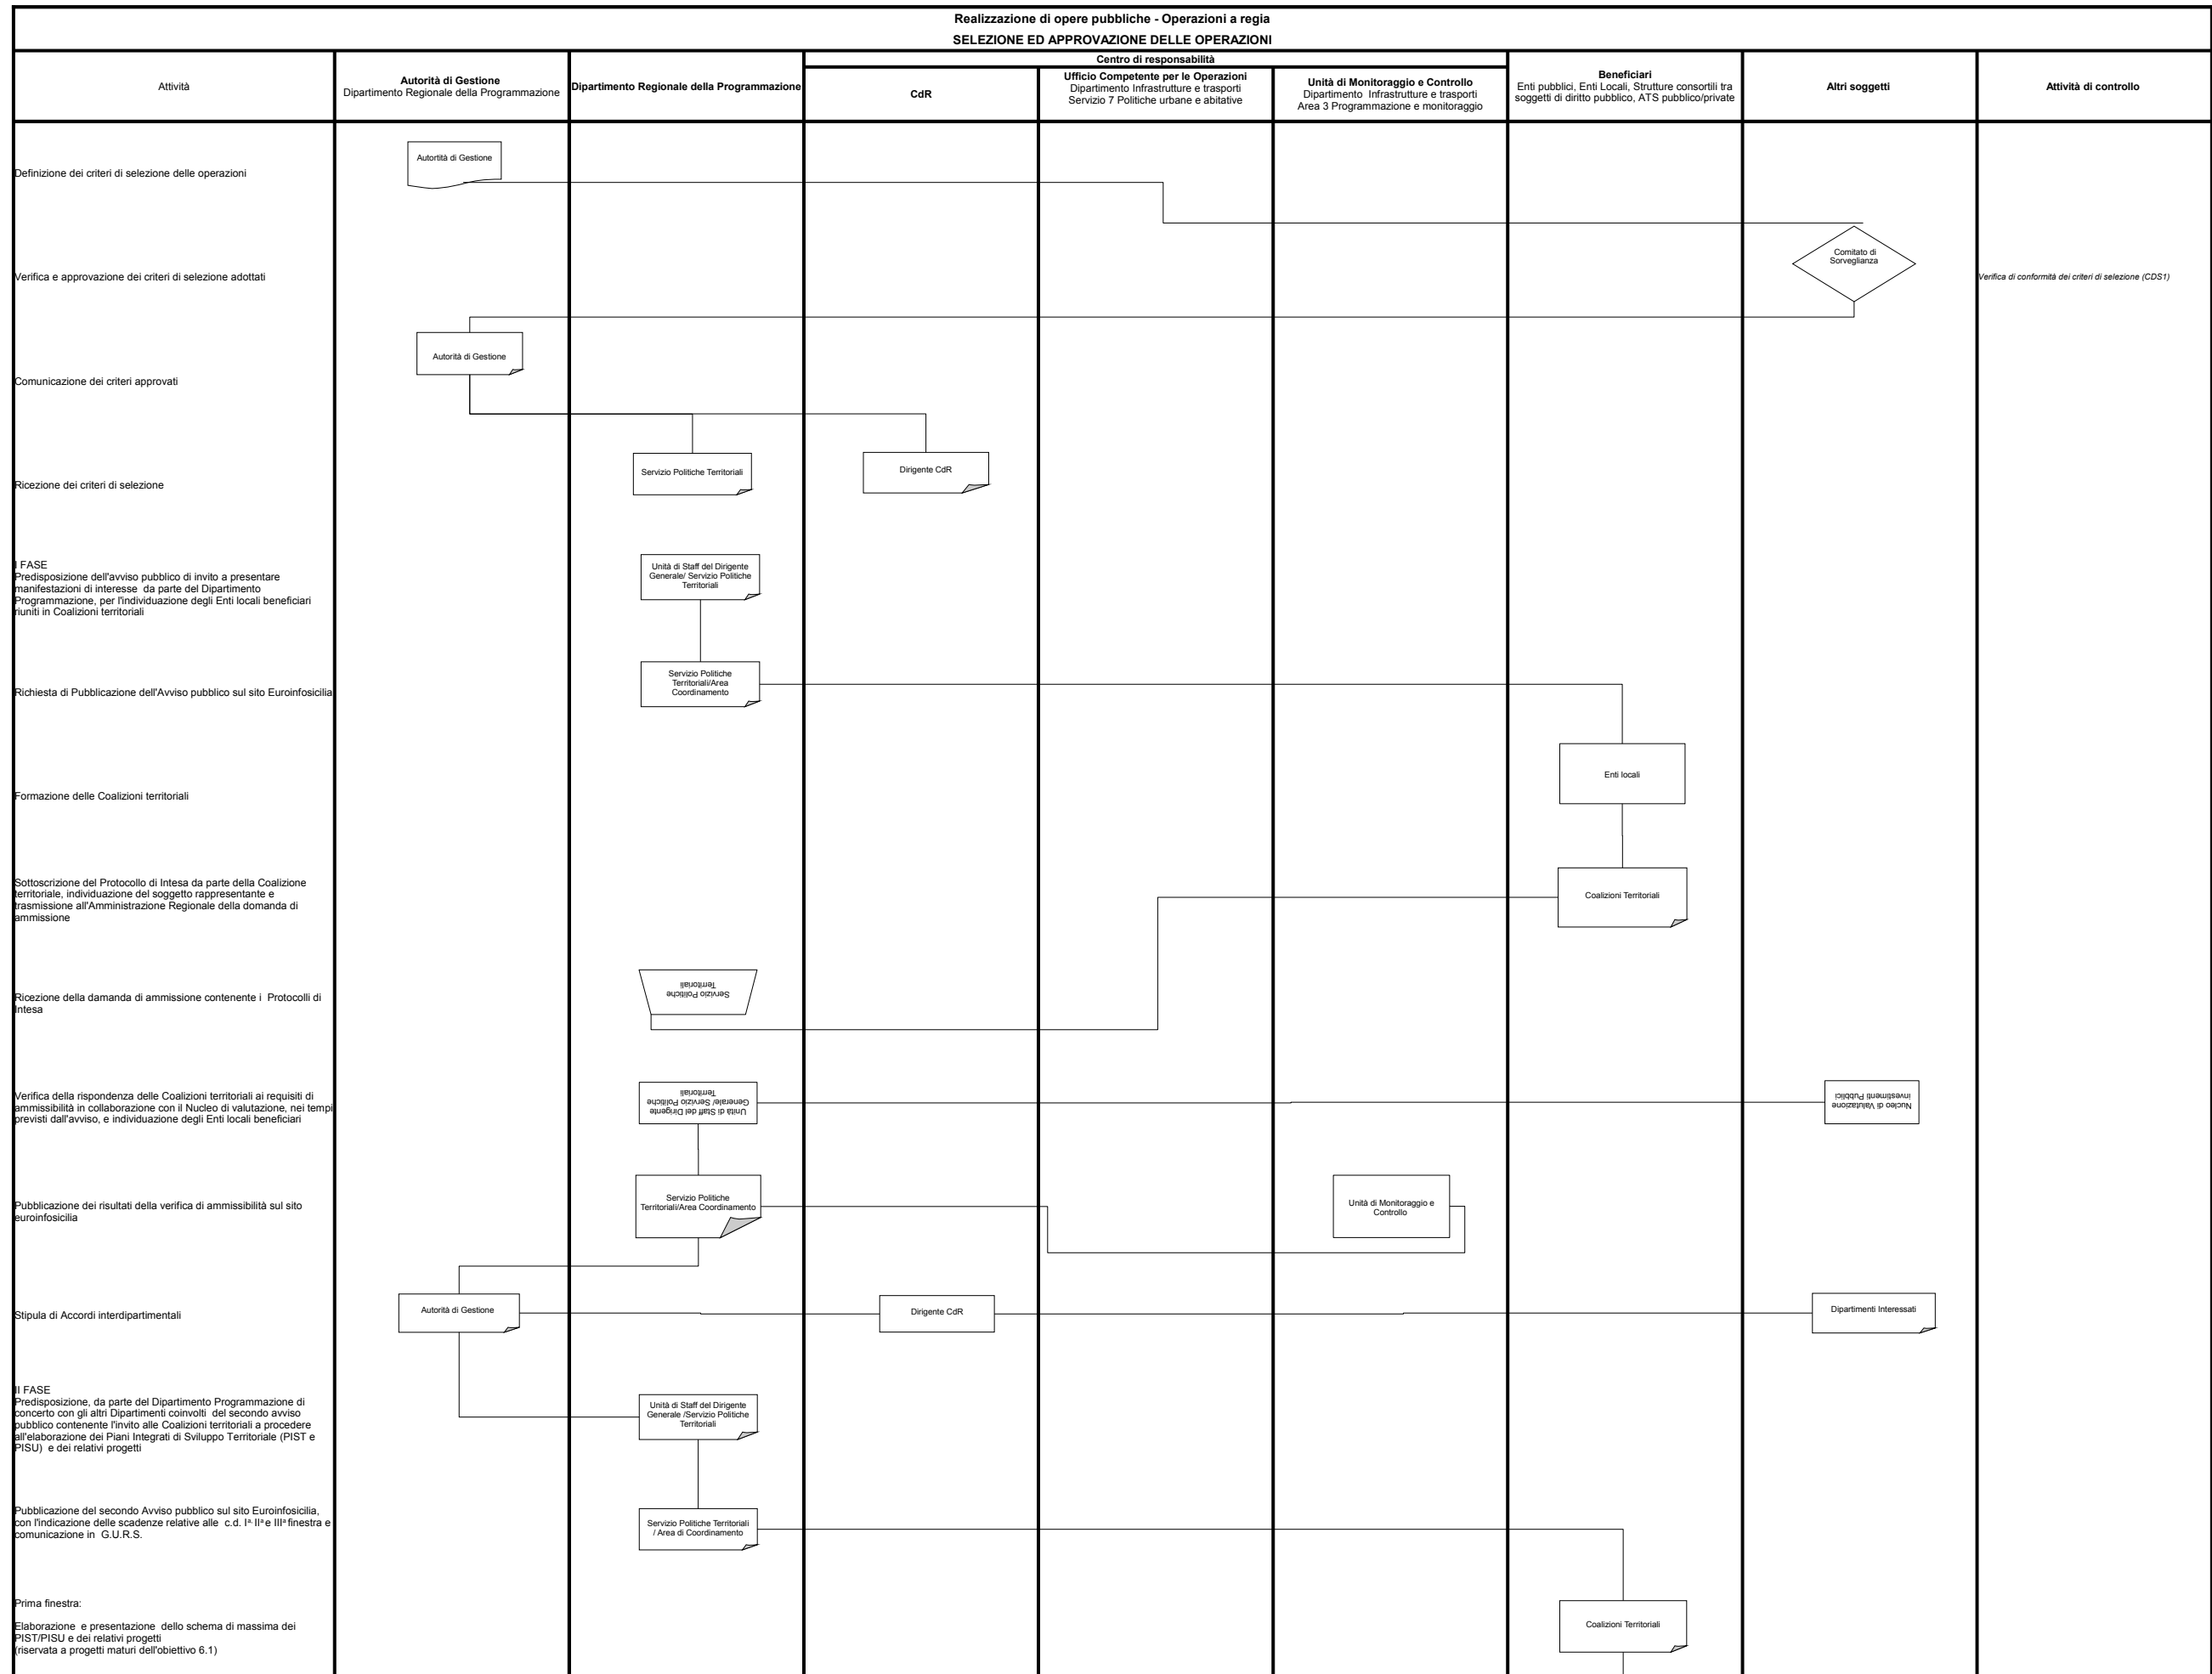 Realizzazione di opere pubbliche - Operazioni a regia
SELEZIONE ED APPROVAZIONE DELLE OPERAZIONI
Attività
Autorità di Gestione
Dipartimento Regionale della Programmazione
Dipartimento Regionale della Programmazione
Centro di responsabilità
CdR
Ufficio Competente per le Operazioni
Dipartimento Infrastrutture e trasporti
Servizio 7 Politiche urbane e abitative
Unità di Monitoraggio e Controllo
Dipartimento  Infrastrutture e trasporti
Area 3 Programmazione e monitoraggio
Beneficiari
Enti pubblici, Enti Locali, Strutture consortili tra
soggetti di diritto pubblico, ATS pubblico/private
Altri soggetti
Attività di controllo
Definizione dei criteri di selezione delle operazioni
Autortità di Gestione
Verifica e approvazione dei criteri di selezione adottati
Comitato di
Sorveglianza
Verifica di conformità dei criteri di selezione (CDS1)
Comunicazione dei criteri approvati
Autorità di Gestione
Ricezione dei criteri di selezione
Servizio Politiche Territoriali
Dirigente CdR
I FASE
Predisposizione dell'avviso pubblico di invito a presentare
manifestazioni di interesse  da parte del Dipartimento
Programmazione, per l'individuazione degli Enti locali beneficiari
riuniti in Coalizioni territoriali
Unità di Staff del Dirigente
Generale/ Servizio Politiche
Territoriali
Richiesta di Pubblicazione dell'Avviso pubblico sul sito Euroinfosicilia
Servizio Politiche
Territoriali/Area
Coordinamento
Formazione delle Coalizioni territoriali
Enti locali
Sottoscrizione del Protocollo di Intesa da parte della Coalizione
territoriale, individuazione del soggetto rappresentante e
trasmissione all'Amministrazione Regionale della domanda di
ammissione
Coalizioni Territoriali
Ricezione della damanda di ammissione contenente i  Protocolli di
Intesa
Servizio Politiche
Territoriali
Verifica della rispondenza delle Coalizioni territoriali ai requisiti di
ammissibilità in collaborazione con il Nucleo di valutazione, nei tempi
previsti dall'avviso, e individuazione degli Enti locali beneficiari
Unità di Staff del Dirigente
Generale/ Servizio Politiche
Territoriali
Nucleo di Valutazione
investimenti Pubblici
Pubblicazione dei risultati della verifica di ammissibilità sul sito
euroinfosicilia
Servizio Politiche
Territoriali/Area Coordinamento
Unità di Monitoraggio e
Controllo
Stipula di Accordi interdipartimentali
Autorità di Gestione
Dirigente CdR
Dipartimenti Interessati
II FASE
Predisposizione, da parte del Dipartimento Programmazione di
concerto con gli altri Dipartimenti coinvolti  del secondo avviso
pubblico contenente l'invito alle Coalizioni territoriali a procedere
all'elaborazione dei Piani Integrati di Sviluppo Territoriale (PIST e
PISU)  e dei relativi progetti
Unità di Staff del Dirigente
Generale /Servizio Politiche
Territoriali
Pubblicazione del secondo Avviso pubblico sul sito Euroinfosicilia,
con l'indicazione delle scadenze relative alle  c.d. Iª IIª e IIIª finestra e
comunicazione in  G.U.R.S.
Servizio Politiche Territoriali
/ Area di Coordinamento
Prima finestra:
Elaborazione  e presentazione  dello schema di massima dei
PIST/PISU e dei relativi progetti
(riservata a progetti maturi dell'obiettivo 6.1)
Coalizioni Territoriali